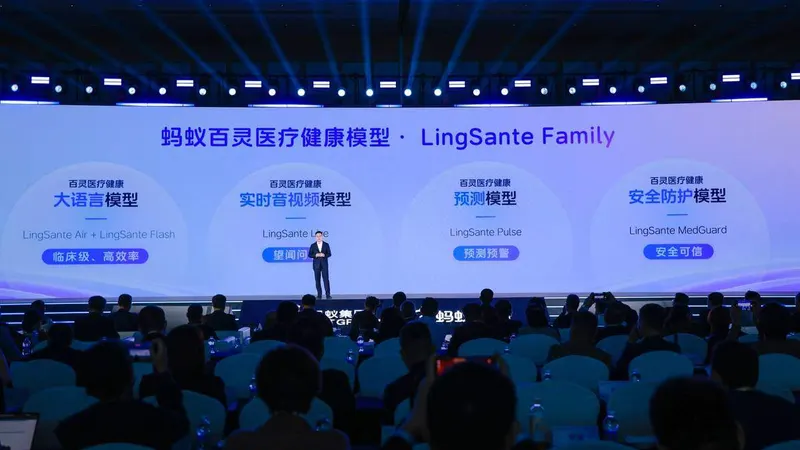 蚂蚁百灵医疗健康模型 · LingSante Family
百灵医疗健康
大语言模型
LingSante Air + LingSante Flash
临床级、高效率
百灵医疗健康
实时音视频模型
LingSante
望闻问
百灵医疗健康
预测模型
LingSante Pulse
预测预警
百灵医疗健康
安全防护模型
LingSante MedGuard
安全可信